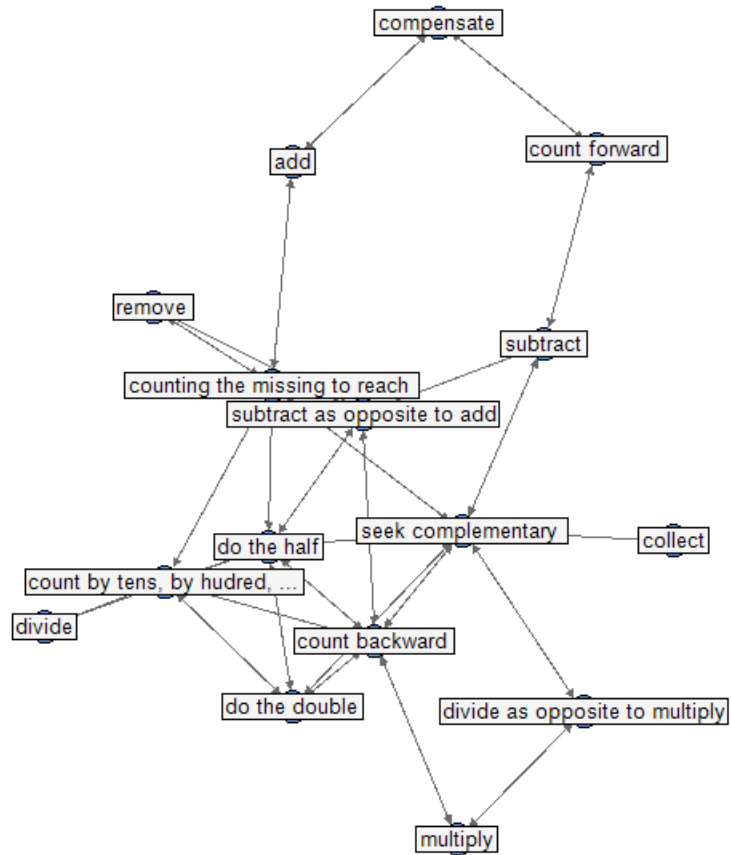 compensate
count forward
add
remove
subtract
counting the missing to reach
subtract as opposite to add
seek complementary
do the half
collect
count by tens, by hudred, ...
divide
count backward
do the double
divide as opposite to multiply
multiply